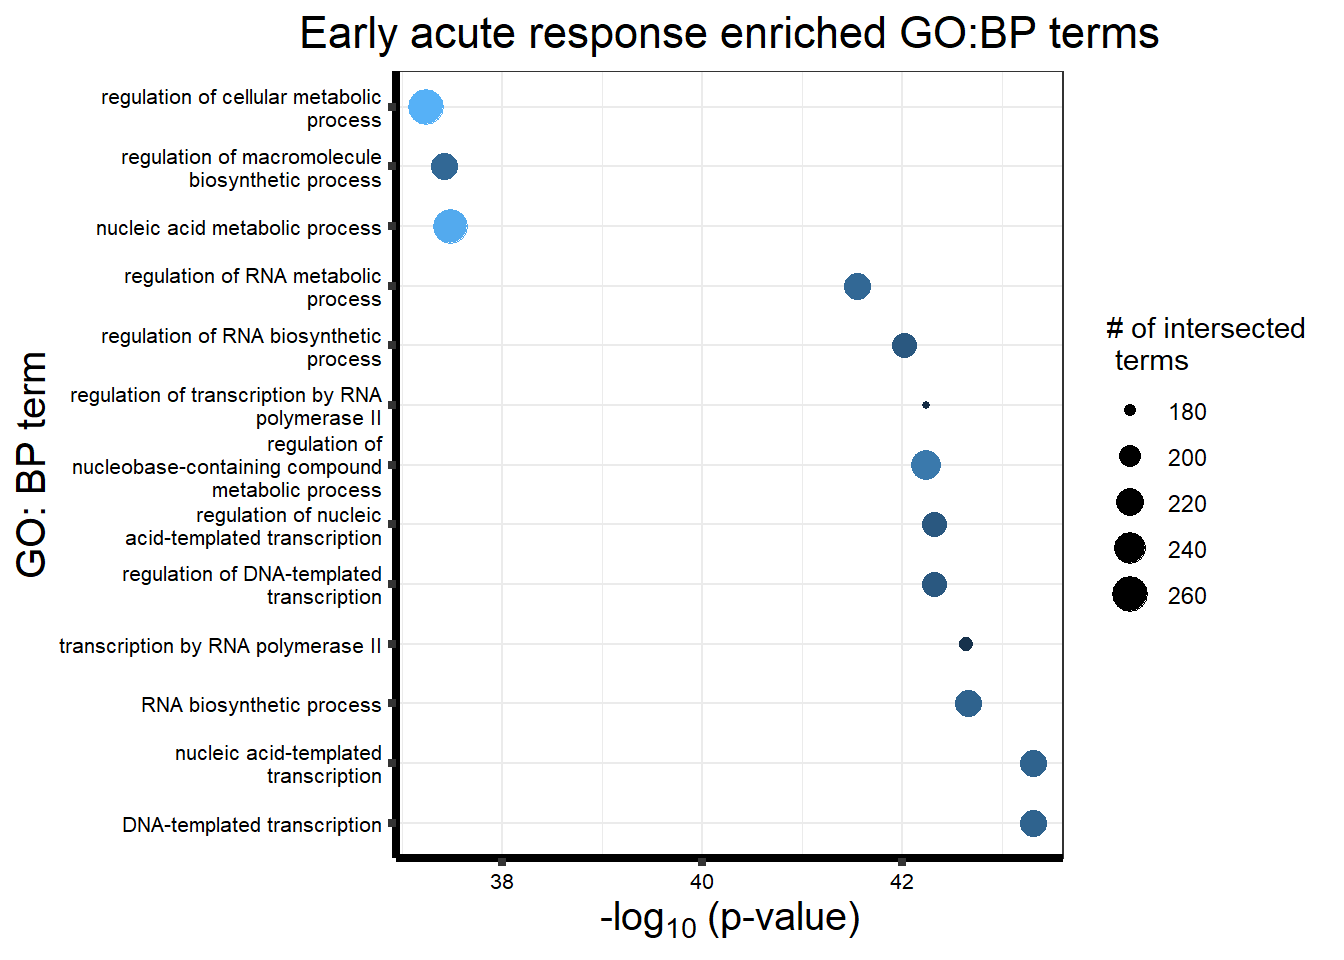 Early acute response enriched GO:BP terms
GO: BP term
regulation of cellular metabolic
process
regulation of macromolecule
biosynthetic process
nucleic acid metabolic process
regulation of RNA metabolic
process
regulation of RNA biosynthetic
process
regulation of transcription by RNA
polymerase II
regulation of
nucleobase-containing compound
metabolic process
regulation of nucleic
acid-templated transcription
regulation of DNA-templated
transcription
transcription by RNA polymerase II
RNA biosynthetic process
nucleic acid-templated
transcription
DNA-templated transcription
38 40 42
-log10 (p-value)
# of intersected
terms
180
200
220
240
260